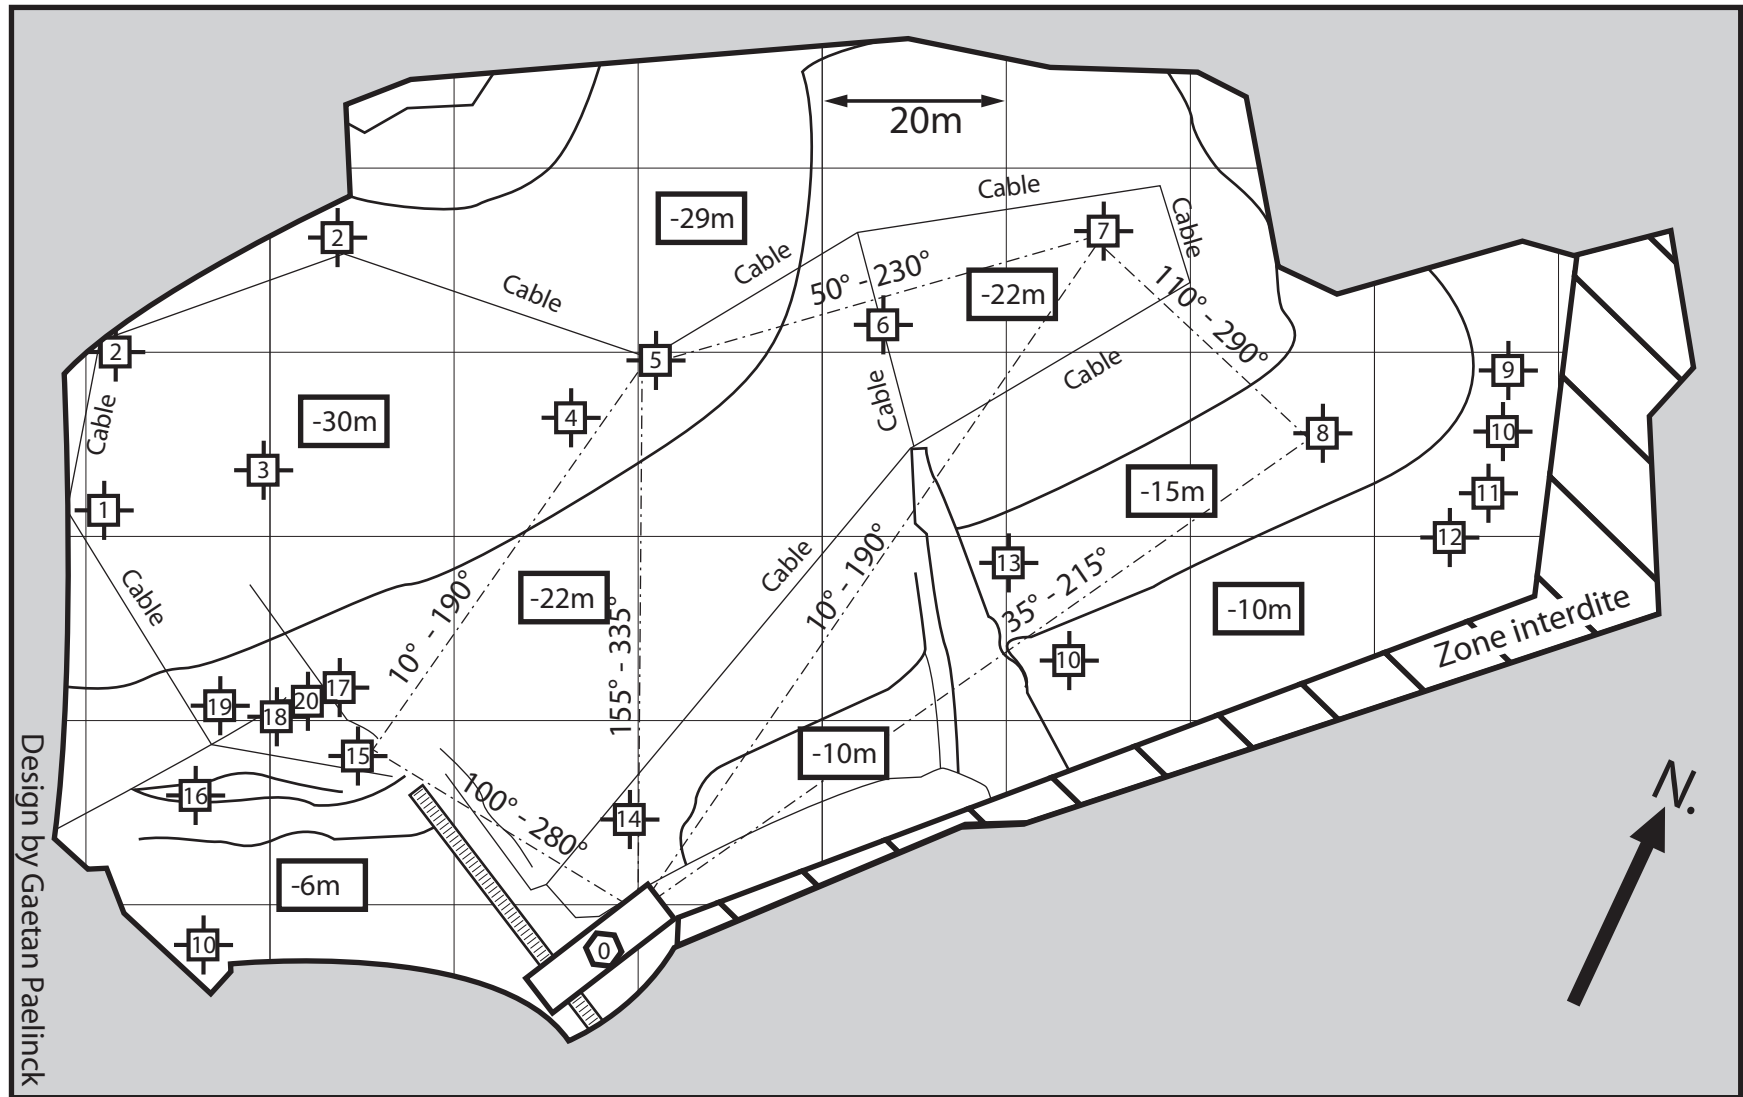 20m
Cable
Cable
-29m
2
7
Cable
50° - 230°
Cable
-22m
110° - 290°
6
2
5
Cable
9
Cable
-30m
4
Cable
8
10
3
-15m
11
1
12
Cable
13
Cable
10° - 190°
35° - 215°
-22m
10° - 190°
155° - 335°
-10m
Zone interdite
10
17
20
19
18
15
-10m
16
100° - 280°
14
N.
-6m
10
0
Design by Gaetan Paelinck